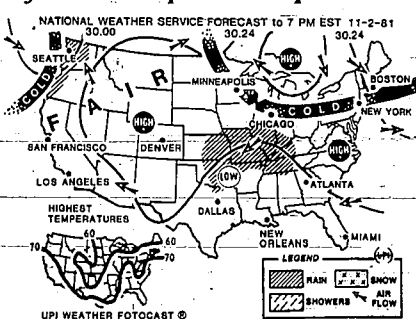 NATIONAL WEATHER SERVICE FORECAST to 7 PM EST 11-2-81
30.00
30.24
30.24
SEATTLE
HIGH
COLD
FAIR
MINNEAPOLIS
BOSTON
COLD
NEW YORK
CHICAGO
HIGH
SAN FRANCISCO
DENVER
HIGH
LOS ANGELES
LOW
ATLANTA
HIGHEST
TEMPERATURES
DALLAS
NEW
ORLEANS
MIAMI
60
70
60
70
LEGEND
RAIN
SNOW
SHOWERS
AIR
FLOW
UPI WEATHER FOTOCAST ®